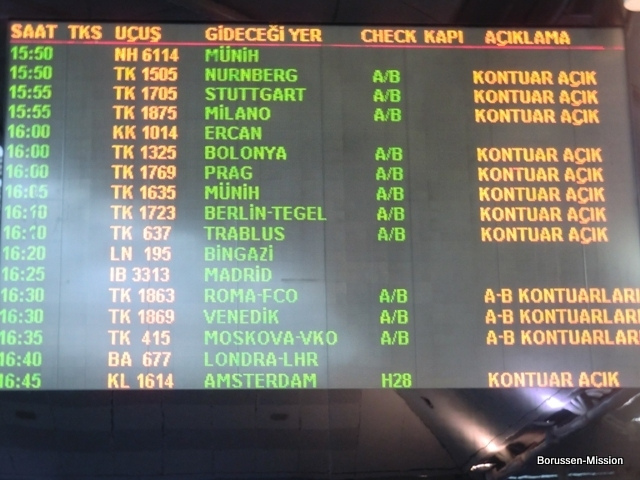 SAAT TKS UÇUŞ GİDECEĞİ YER CHECK KAPI AÇIKLAMA
15:50 NH 6114 MÜNİH
15:50 TK 1505 NURNBERG A/B KONTUAR AÇIK
15:55 TK 1705 STUTTGART A/B KONTUAR AÇIK
15:55 TK 1875 MİLANO A/B KONTUAR AÇIK
16:00 KK 1014 ERCAN
16:00 TK 1325 BOLONYA A/B KONTUAR AÇIK
16:00 TK 1769 PRAG A/B KONTUAR AÇIK
16:05 TK 1635 MÜNİH A/B KONTUAR AÇIK
16:10 TK 1723 BERLİN-TEGEL A/B KONTUAR AÇIK
16:10 TK 637 TRABLUS A/B KONTUAR AÇIK
16:20 LN 195 BİNGAZİ
16:25 IB 3313 MADRİD
16:30 TK 1863 ROMA-FCO A/B A-B KONTUARLARI
16:30 TK 1869 VENEDİK A/B A-B KONTUARLARI
16:35 TK 415 MOSKOVA-VKO A/B A-B KONTUARLARI
16:40 BA 677 LONDRA-LHR
16:45 KL 1614 AMSTERDAM H28 KONTUAR AÇIK
Borussen-Mission